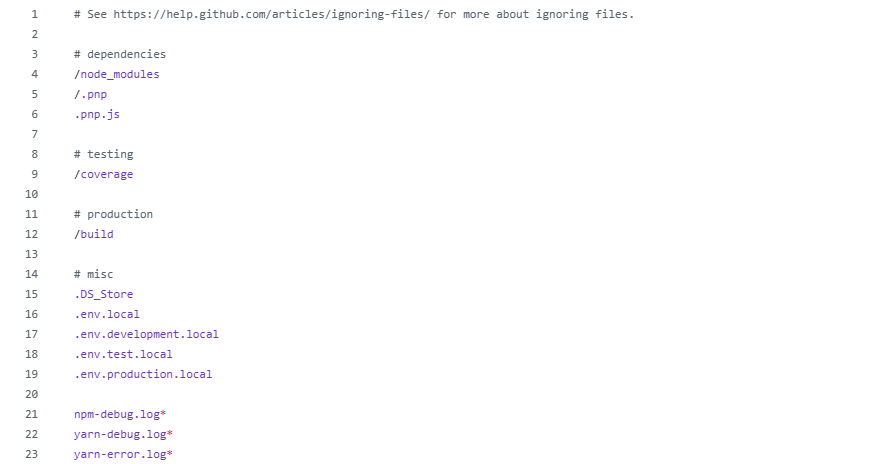 1 # See https://help.github.com/articles/ignoring-files/ for more about ignoring files.
2
3 # dependencies
4 /node_modules
5 /.pnp
6 .pnp.js
7
8 # testing
9 /coverage
10
11 # production
12 /build
13
14 # misc
15 .DS_Store
16 .env.local
17 .env.development.local
18 .env.test.local
19 .env.production.local
20
21 npm-debug.log*
22 yarn-debug.log*
23 yarn-error.log*